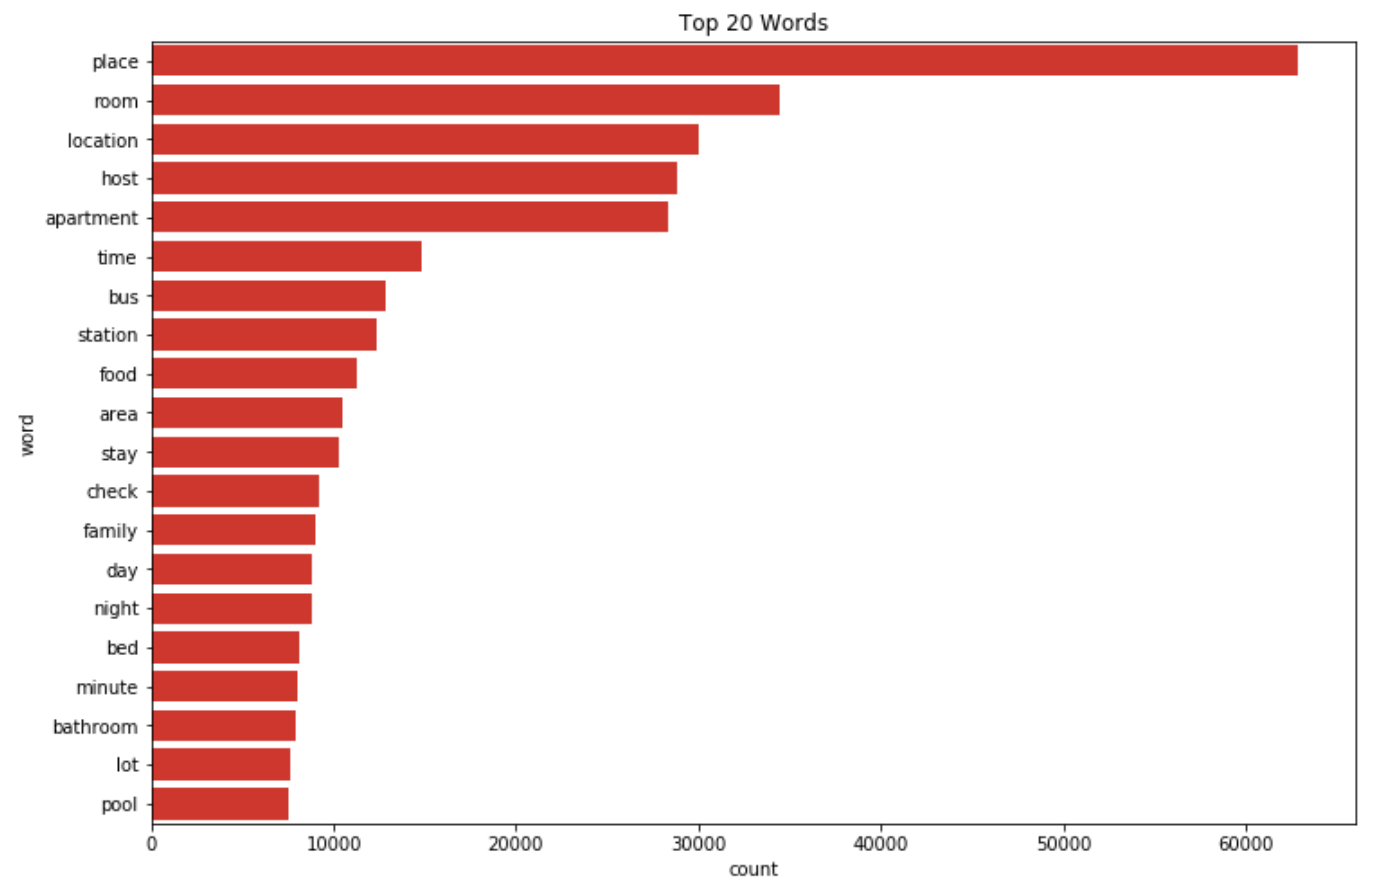 Top 20 Words
place
room
location
host
apartment
time
bus
station
food
area
stay
check
family
day
night
bed
minute
bathroom
lot
pool
word
0 10000 20000 30000 40000 50000 60000
count